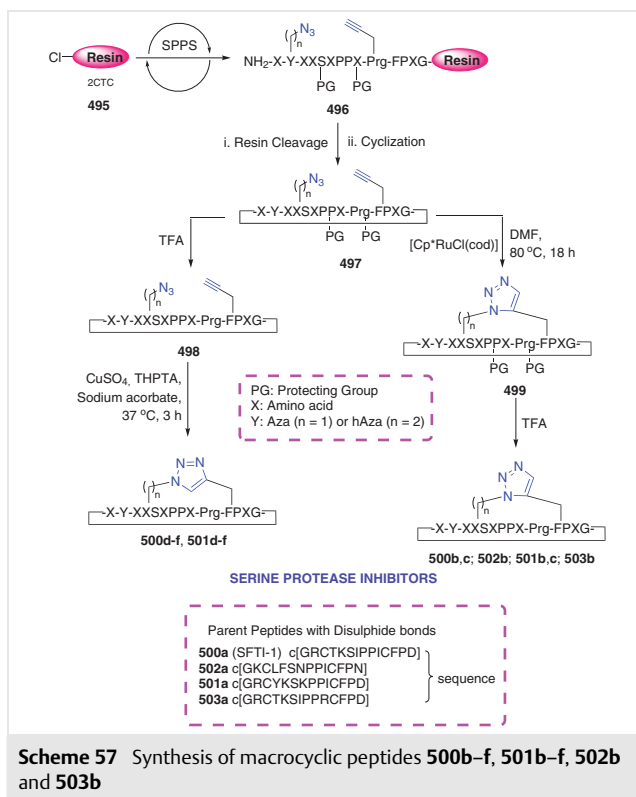 Cl
Resin
2CTC
495
SPPS
( )n
N3
NH2-X-Y-XXSXPPX-Prg-FPXG-Resin
PG PG
496
i. Resin Cleavage
ii. Cyclization
( )n
N3
-X-Y-XXSXPPX-Prg-FPXG-
PG PG
497
TFA
[Cp*RuCl(cod)]
DMF,
80 °C, 18 h
( )n
N3
-X-Y-XXSXPPX-Prg-FPXG-
498
N N
N
( )n
-X-Y-XXSXPPX-Prg-FPXG-
PG PG
499
CuSO4, THPTA,
Sodium acorbate,
37 °C, 3 h
PG: Protecting Group
X: Amino acid
Y: Aza (n = 1) or hAza (n = 2)
TFA
N=N
N
( )n
-X-Y-XXSXPPX-Prg-FPXG-
500d-f, 501d-f
N N
N
( )n
-X-Y-XXSXPPX-Prg-FPXG-
500b,c; 502b; 501b,c; 503b
SERINE PROTEASE INHIBITORS
Parent Peptides with Disulphide bonds
500a (SFTI-1) c[GRCTKSIPPICFPD]
502a c[GKCLFSNPPICFPN]
501a c[GRCYKSKPPICFPD]
503a c[GRCTKSIPPRCFPD]
sequence
Scheme 57 Synthesis of macrocyclic peptides 500b–f, 501b–f, 502b
and 503b